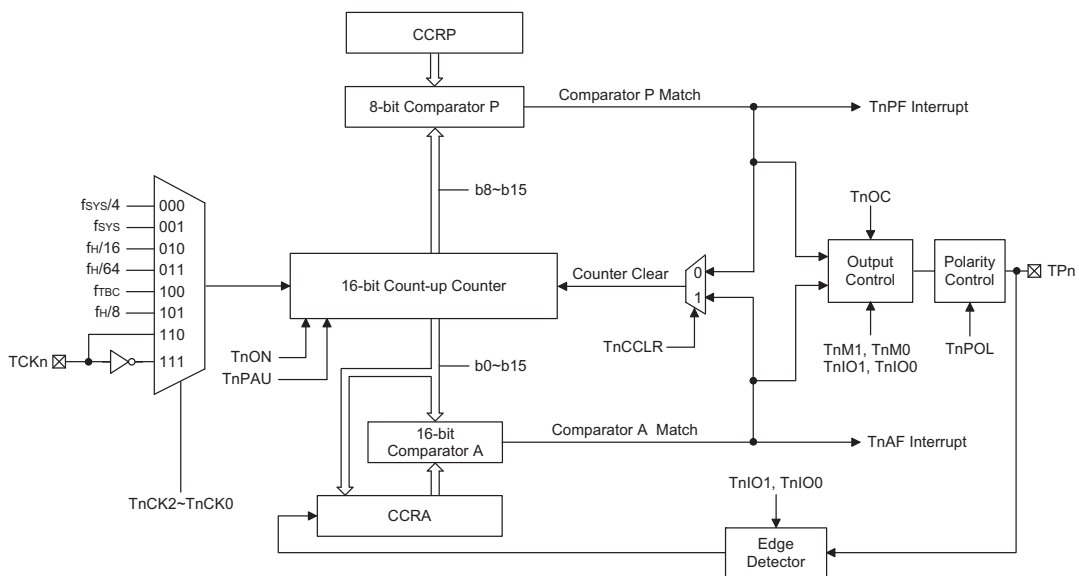 CCRP
8-bit Comparator P
Comparator P Match
TnPF Interrupt
b8~b15
fSYS/4
000
fSYS
001
fH/16
010
fH/64
011
fTBC
100
fH/8
101
110
TCKn
111
TnCK2~TnCK0
16-bit Count-up Counter
TnON
TnPAU
Counter Clear
0
1
TnCCLR
TnOC
Output
Control
TnM1, TnM0
TnIO1, TnIO0
Polarity
Control
TnPOL
TPn
b0~b15
16-bit
Comparator A
Comparator A Match
TnAF Interrupt
CCRA
TnIO1, TnIO0
Edge
Detector